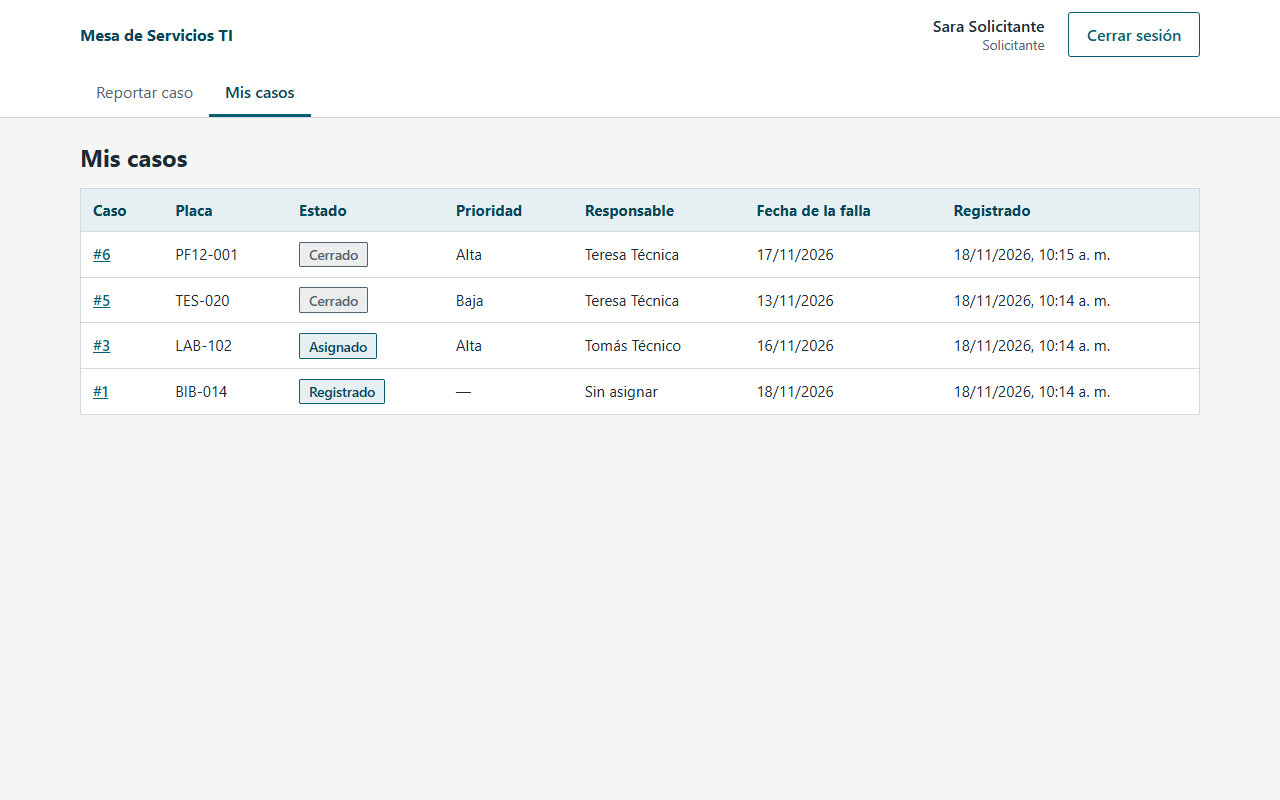 Mesa de Servicios TI
Sara Solicitante
Solicitante
Cerrar sesión
Reportar caso
Mis casos
Mis casos
Caso Placa Estado Prioridad Responsable Fecha de la falla Registrado
#6 PF12-001 Cerrado Alta Teresa Técnica 17/11/2026 18/11/2026, 10:15 a. m.
#5 TES-020 Cerrado Baja Teresa Técnica 13/11/2026 18/11/2026, 10:14 a. m.
#3 LAB-102 Asignado Alta Tomás Técnico 16/11/2026 18/11/2026, 10:14 a. m.
#1 BIB-014 Registrado — Sin asignar 18/11/2026 18/11/2026, 10:14 a. m.